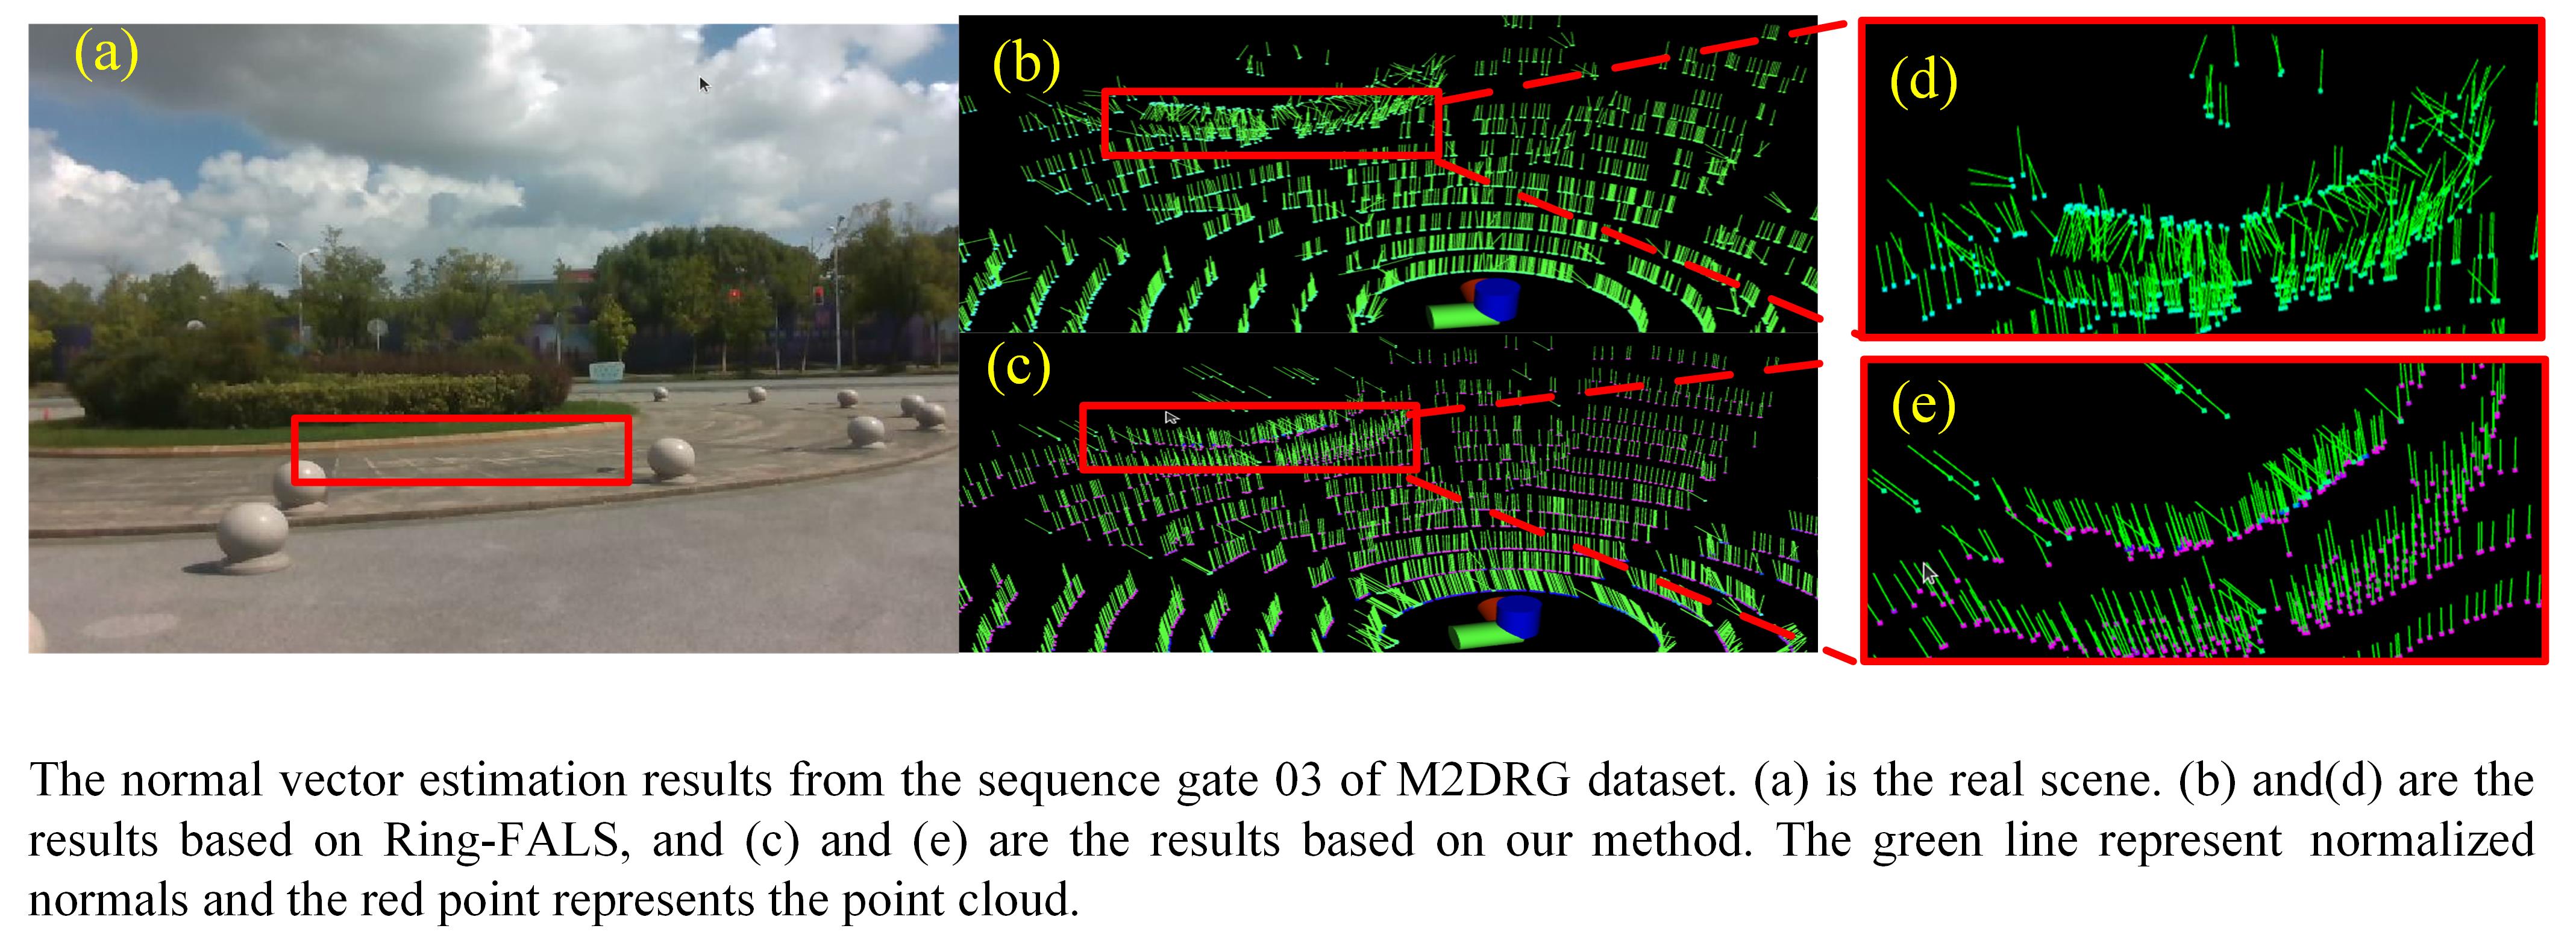 (a)
(b)
(c)
(d)
(e)
The normal vector estimation results from the sequence gate 03 of M2DRG dataset. (a) is the real scene. (b) and(d) are the
results based on Ring-FALS, and (c) and (e) are the results based on our method. The green line represent normalized
normals and the red point represents the point cloud.